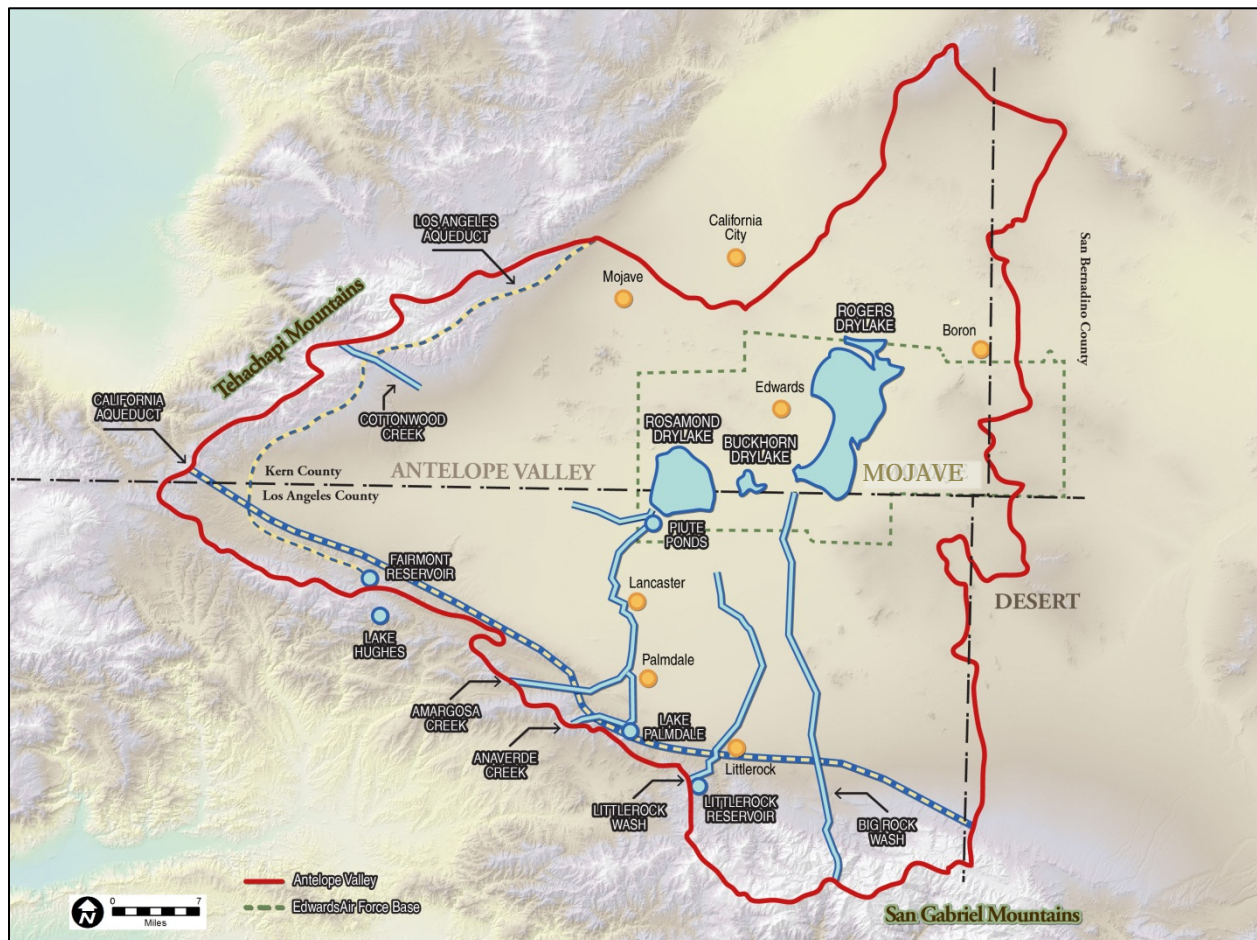 LOS ANGELES
AQUEDUCT
California
City
Mojave
San Bernadino County
Tehachapi Mountains
ROGERS
DRYLAKE
Boron
CALIFORNIA
AQUEDUCT
COTTONWOOD
CREEK
Edwards
ROSAMOND
DRYLAKE
BUCKHORN
DRYLAKE
Kern County
ANTELOPE VALLEY
MOJAVE
Los Angeles County
PIUTE
PONDS
FAIRMONT
RESERVOIR
Lancaster
DESERT
LAKE
HUGHES
Palmdale
AMARGOSA
CREEK
LAKE
PALMDALE
ANAVERDE
CREEK
Littlerock
LITTLEROCK
WASH
LITTLEROCK
RESERVOIR
BIG ROCK
WASH
Antelope Valley
EdwardsAir Force Base
N
0 7
Miles
San Gabriel Mountains